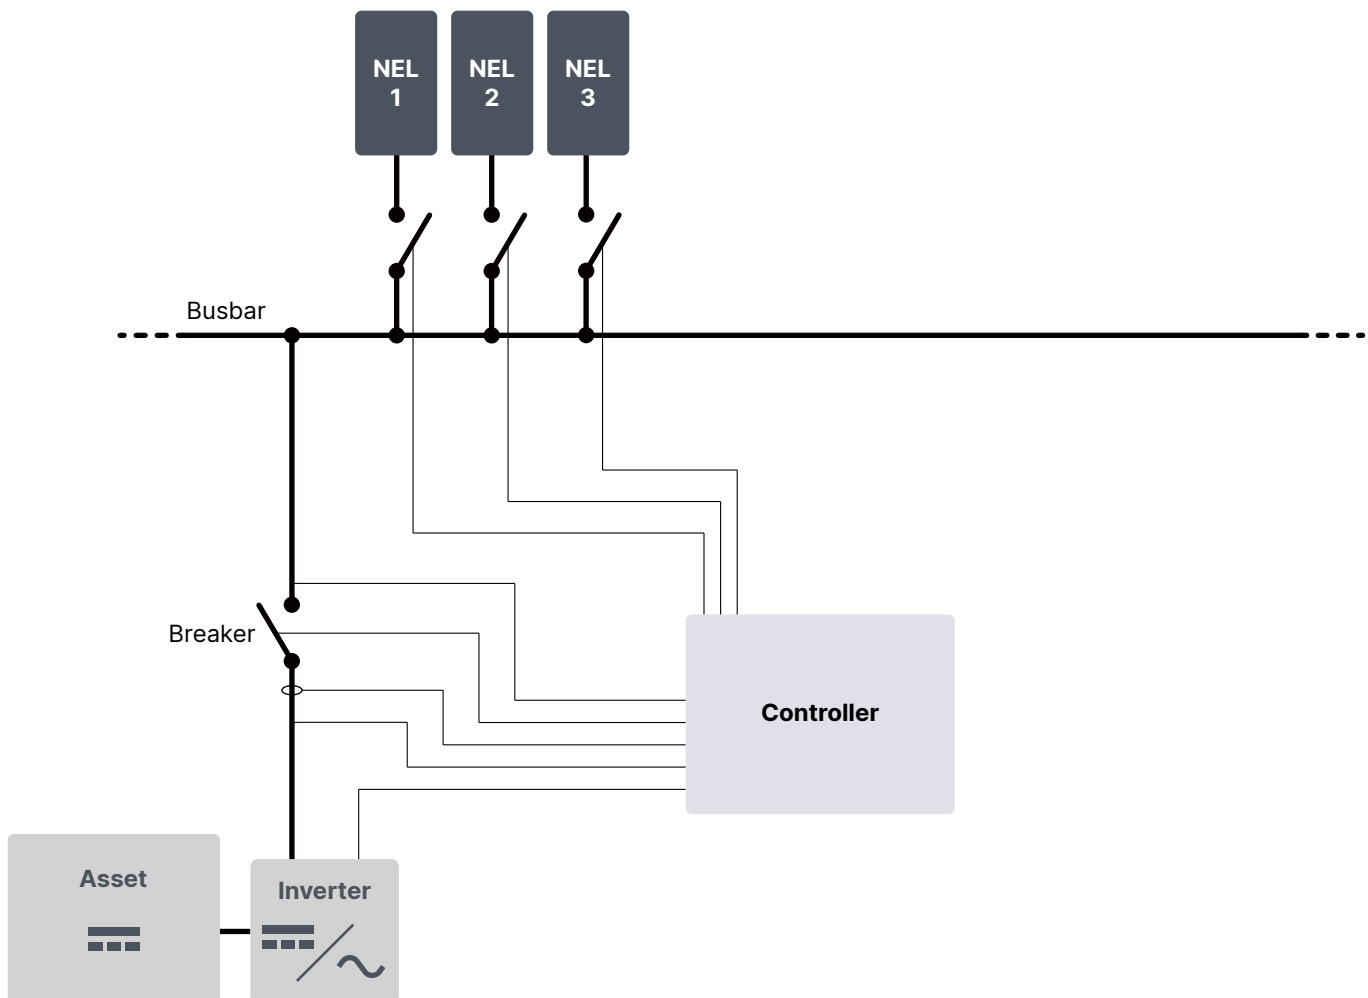 NEL
1
NEL
2
NEL
3
Busbar
Breaker
Controller
Asset
Inverter